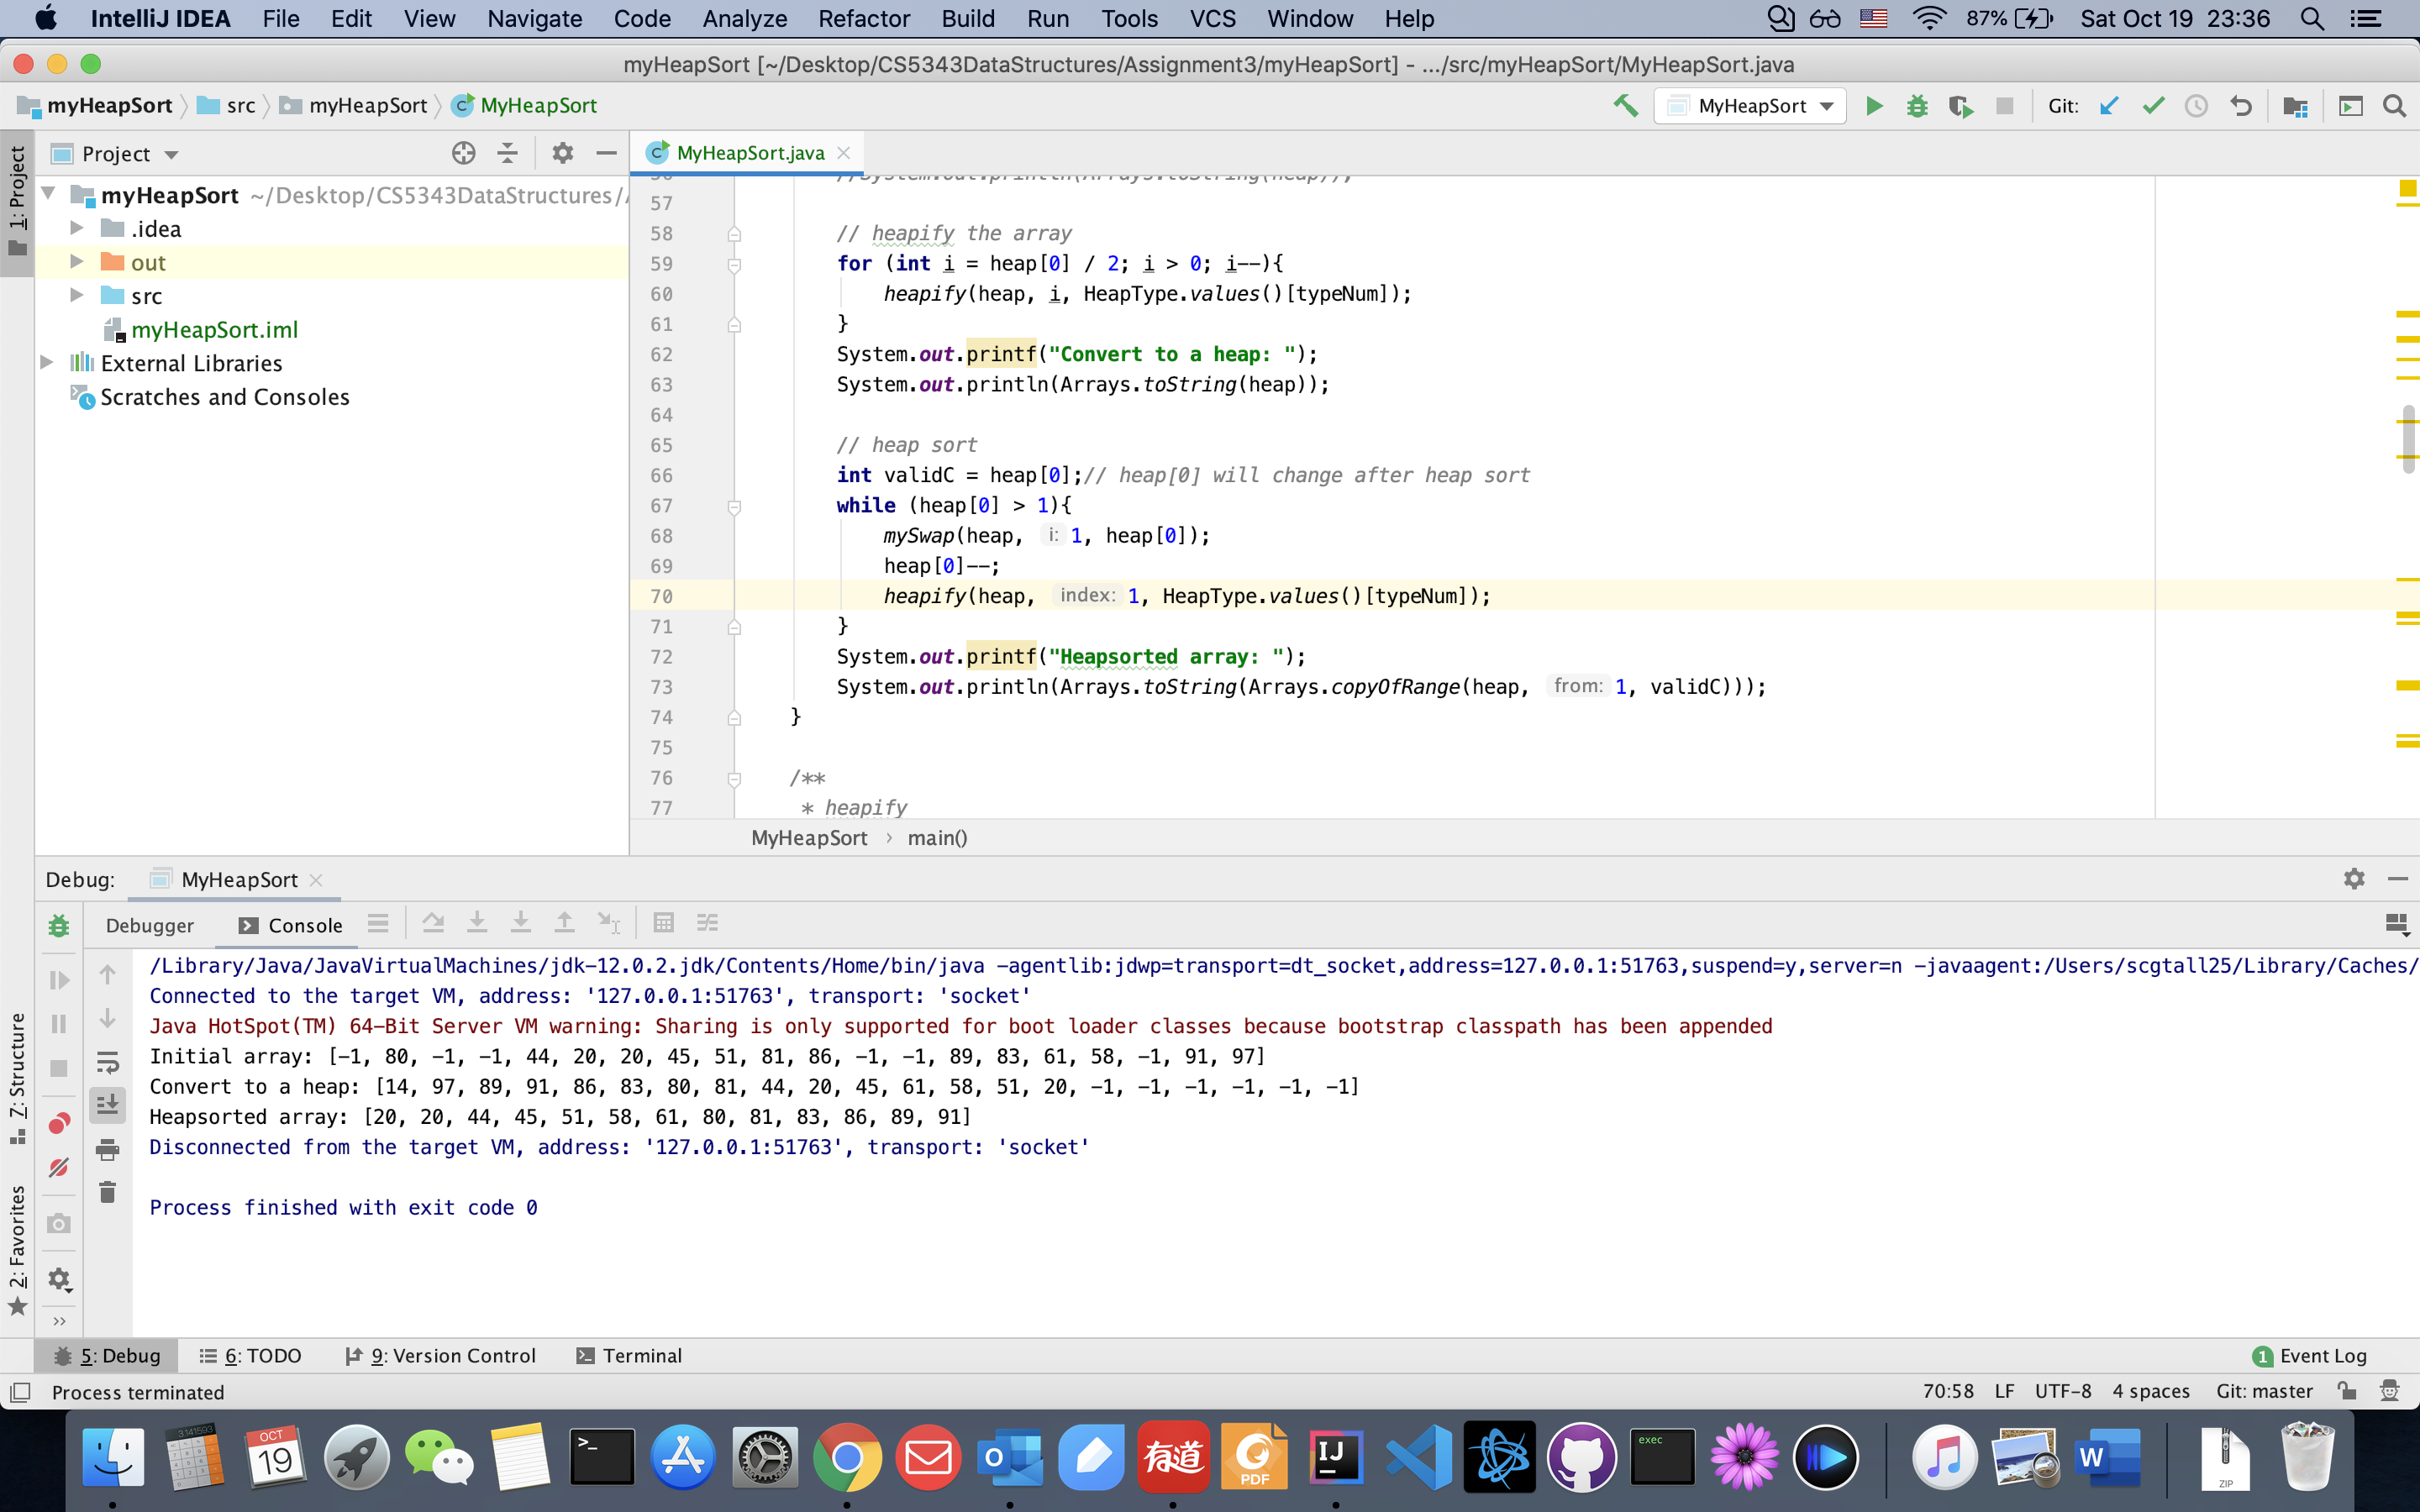 IntelliJ IDEA File Edit View Navigate Code Analyze Refactor Build Run Tools VCS Window Help 87% Sat Oct 19 23:36
myHeapSort [~/Desktop/CS5343DataStructures/Assignment3/myHeapSort] - .../src/myHeapSort/MyHeapSort.java
myHeapSort src myHeapSort MyHeapSort MyHeapSort Git:
1: Project
Project
myHeapSort ~/Desktop/CS5343DataStructures/
.idea
out
src
myHeapSort.iml
External Libraries
Scratches and Consoles
MyHeapSort.java
56 //System.out.println(Arrays.toString(heap));
57
58 // heapify the array
59 for (int i = heap[0] / 2; i > 0; i--){
60 heapify(heap, i, HeapType.values()[typeNum]);
61 }
62 System.out.printf("Convert to a heap: ");
63 System.out.println(Arrays.toString(heap));
64
65 // heap sort
66 int validC = heap[0];// heap[0] will change after heap sort
67 while (heap[0] > 1){
68 mySwap(heap, i: 1, heap[0]);
69 heap[0]--;
70 heapify(heap, index: 1, HeapType.values()[typeNum]);
71 }
72 System.out.printf("Heapsorted array: ");
73 System.out.println(Arrays.toString(Arrays.copyOfRange(heap, from: 1, validC)));
74 }
75
76 /**
77 * heapify
MyHeapSort › main()
Debug: MyHeapSort
Debugger Console
/Library/Java/JavaVirtualMachines/jdk-12.0.2.jdk/Contents/Home/bin/java -agentlib:jdwp=transport=dt_socket,address=127.0.0.1:51763,suspend=y,server=n -javaagent:/Users/scgtall25/Library/Caches/
Connected to the target VM, address: '127.0.0.1:51763', transport: 'socket'
Java HotSpot(TM) 64-Bit Server VM warning: Sharing is only supported for boot loader classes because bootstrap classpath has been appended
Initial array: [-1, 80, -1, -1, 44, 20, 20, 45, 51, 81, 86, -1, -1, 89, 83, 61, 58, -1, 91, 97]
Convert to a heap: [14, 97, 89, 91, 86, 83, 80, 81, 44, 20, 45, 61, 58, 51, 20, -1, -1, -1, -1, -1, -1]
Heapsorted array: [20, 20, 44, 45, 51, 58, 61, 80, 81, 83, 86, 89, 91]
Disconnected from the target VM, address: '127.0.0.1:51763', transport: 'socket'
Process finished with exit code 0
7: Structure
2: Favorites
5: Debug 6: TODO 9: Version Control Terminal 1 Event Log
Process terminated 70:58 LF UTF-8 4 spaces Git: master
3.141593
OCT
19
>_
O
有道
PDF
IJ
exec
W
ZIP